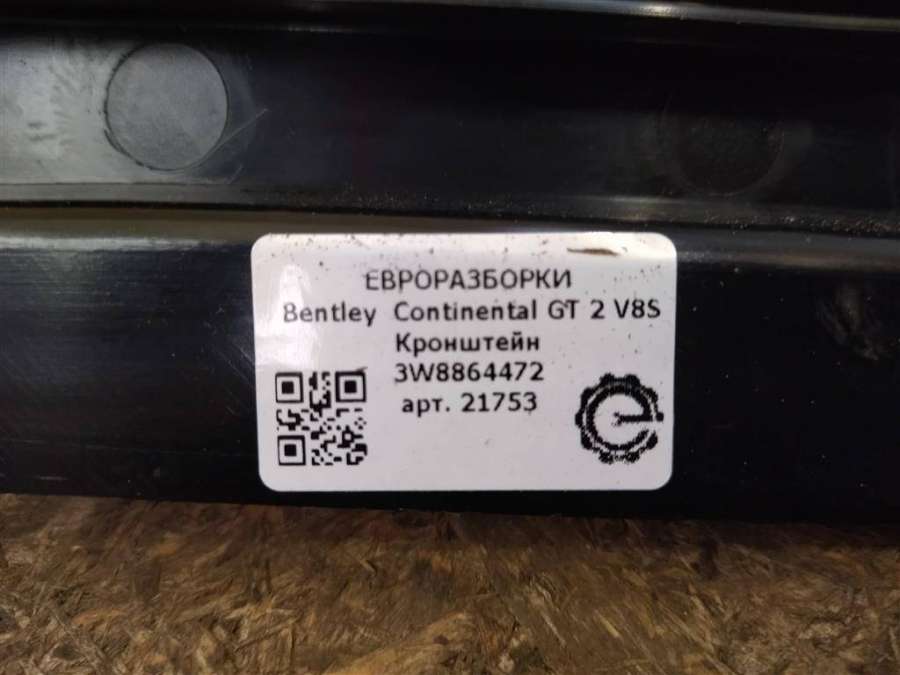 ЕВРОРАЗБОРКИ
Bentley Continental GT 2 V8S
Кронштейн
3W8864472
арт. 21753